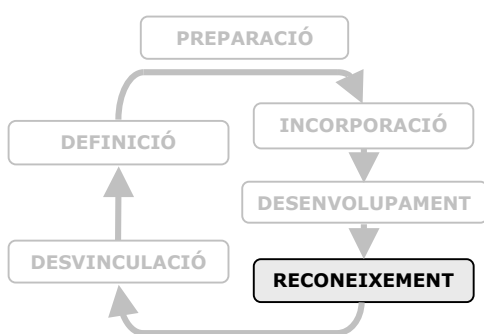 PREPARACIÓ
INCORPORACIÓ
DEFINICIÓ
DESENVOLUPAMENT
DESVINCULACIÓ
RECONEIXEMENT